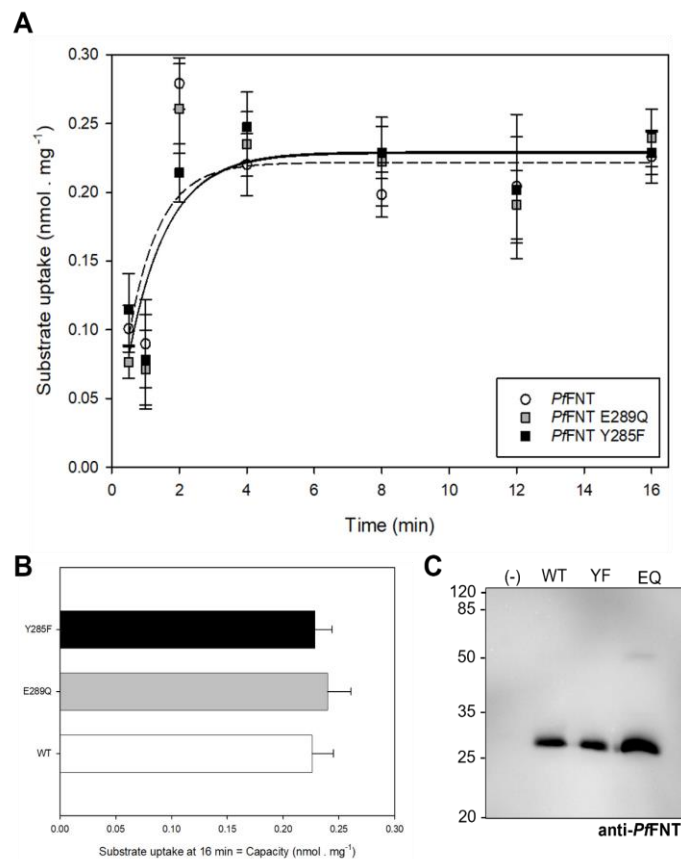 A
Substrate uptake (nmol . mg⁻¹)
0.30
0.25
0.20
0.15
0.10
0.05
0.00
0 2 4 6 8 10 12 14 16
Time (min)
PfFNT
PfFNT E289Q
PfFNT Y285F
B
Y285F
E289Q
WT
0.00 0.05 0.10 0.15 0.20 0.25 0.30
Substrate uptake at 16 min = Capacity (nmol . mg⁻¹)
C
(-) WT YF EQ
120
85
50
35
25
20
anti-PfFNT